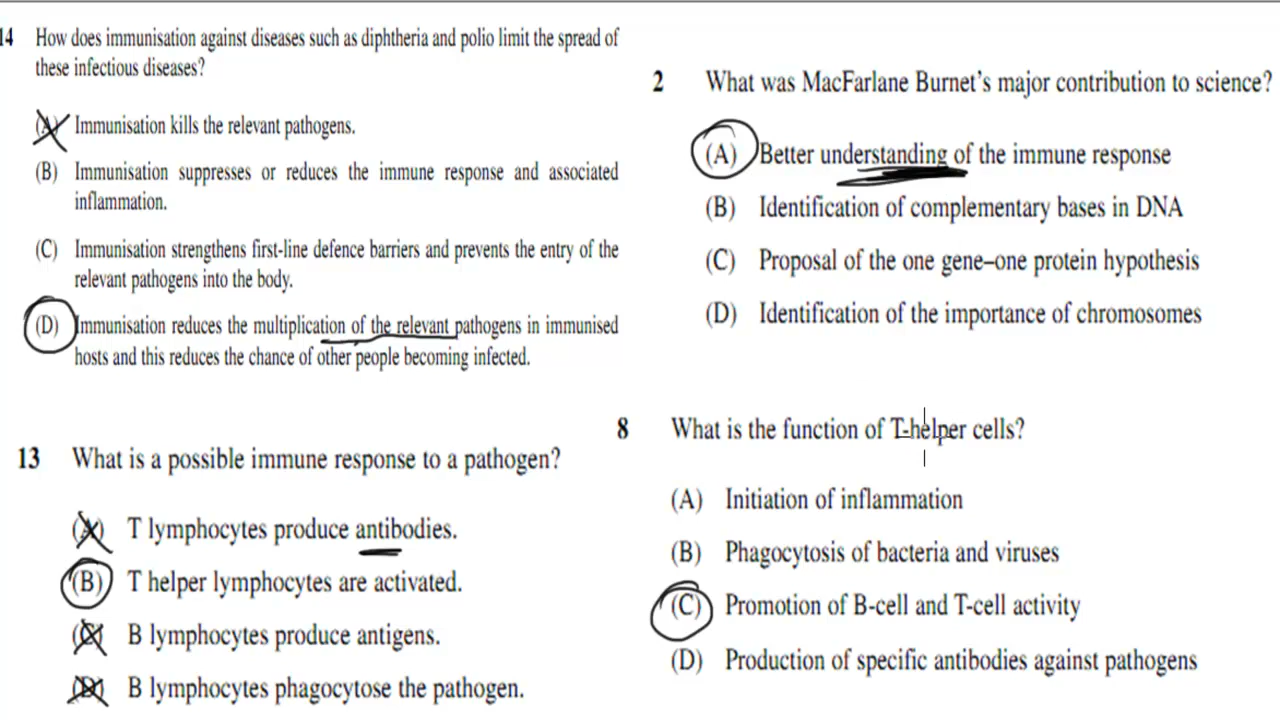 14 How does immunisation against diseases such as diphtheria and polio limit the spread of
these infectious diseases?
(A) Immunisation kills the relevant pathogens.
(B) Immunisation suppresses or reduces the immune response and associated
inflammation.
(C) Immunisation strengthens first-line defence barriers and prevents the entry of the
relevant pathogens into the body.
(D) Immunisation reduces the multiplication of the relevant pathogens in immunised
hosts and this reduces the chance of other people becoming infected.
13 What is a possible immune response to a pathogen?
(A) T lymphocytes produce antibodies.
(B) T helper lymphocytes are activated.
(C) B lymphocytes produce antigens.
(D) B lymphocytes phagocytose the pathogen.
2 What was MacFarlane Burnet's major contribution to science?
(A) Better understanding of the immune response
(B) Identification of complementary bases in DNA
(C) Proposal of the one gene–one protein hypothesis
(D) Identification of the importance of chromosomes
8 What is the function of T-helper cells?
(A) Initiation of inflammation
(B) Phagocytosis of bacteria and viruses
(C) Promotion of B-cell and T-cell activity
(D) Production of specific antibodies against pathogens